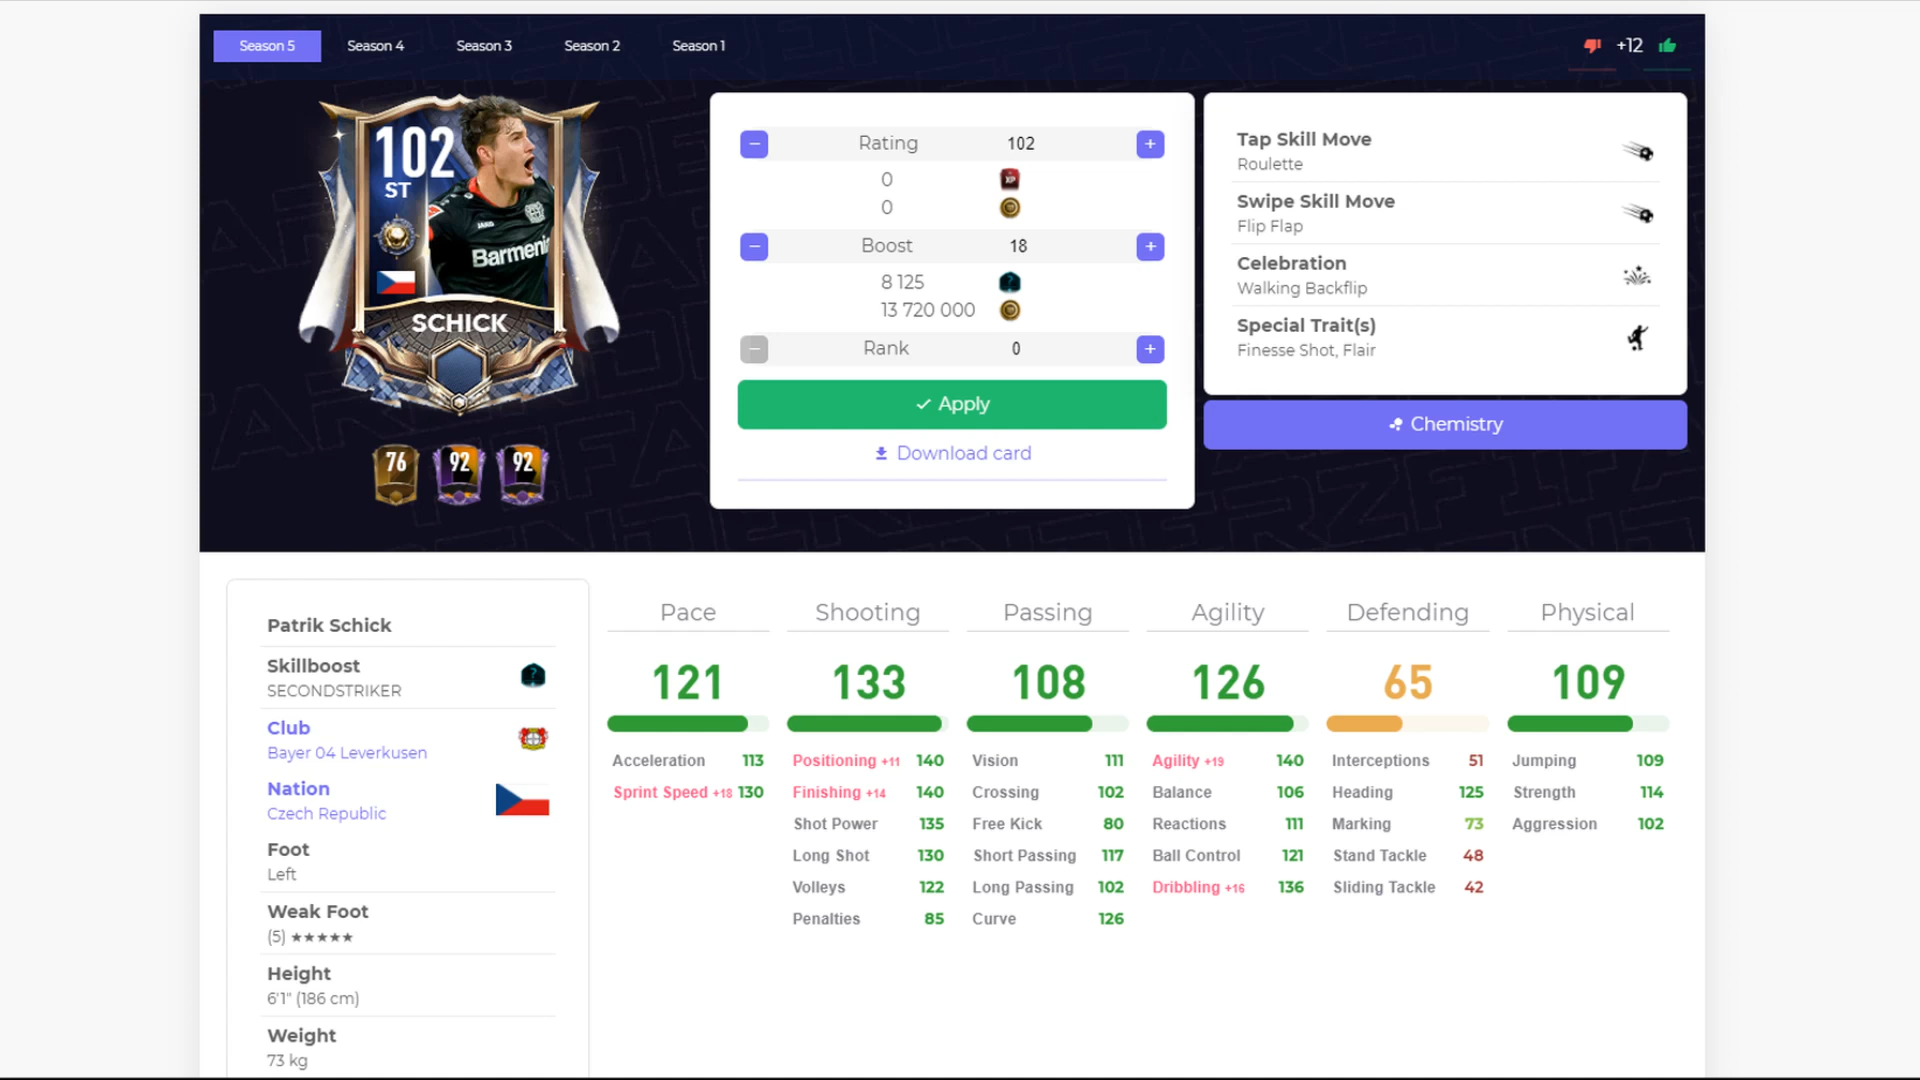 Season 5 Season 4 Season 3 Season 2 Season 1 +12
102
ST
JAKO
Barmenia
SCHICK
76 92 92
Rating 102
XP
0
0
Boost 18
8 125
13 720 000
Rank 0
Apply
Download card
Tap Skill Move
Roulette
Swipe Skill Move
Flip Flap
Celebration
Walking Backflip
Special Trait(s)
Finesse Shot, Flair
Chemistry
Patrik Schick
Skillboost
SECONDSTRIKER
Club
Bayer 04 Leverkusen
Nation
Czech Republic
Foot
Left
Weak Foot
(5) ★★★★★
Height
6'1" (186 cm)
Weight
73 kg
Pace
121
Acceleration 113
Sprint Speed +18 130
Shooting
133
Positioning +11 140
Finishing +14 140
Shot Power 135
Long Shot 130
Volleys 122
Penalties 85
Passing
108
Vision 111
Crossing 102
Free Kick 80
Short Passing 117
Long Passing 102
Curve 126
Agility
126
Agility +19 140
Balance 106
Reactions 111
Ball Control 121
Dribbling +16 136
Defending
65
Interceptions 51
Heading 125
Marking 73
Stand Tackle 48
Sliding Tackle 42
Physical
109
Jumping 109
Strength 114
Aggression 102